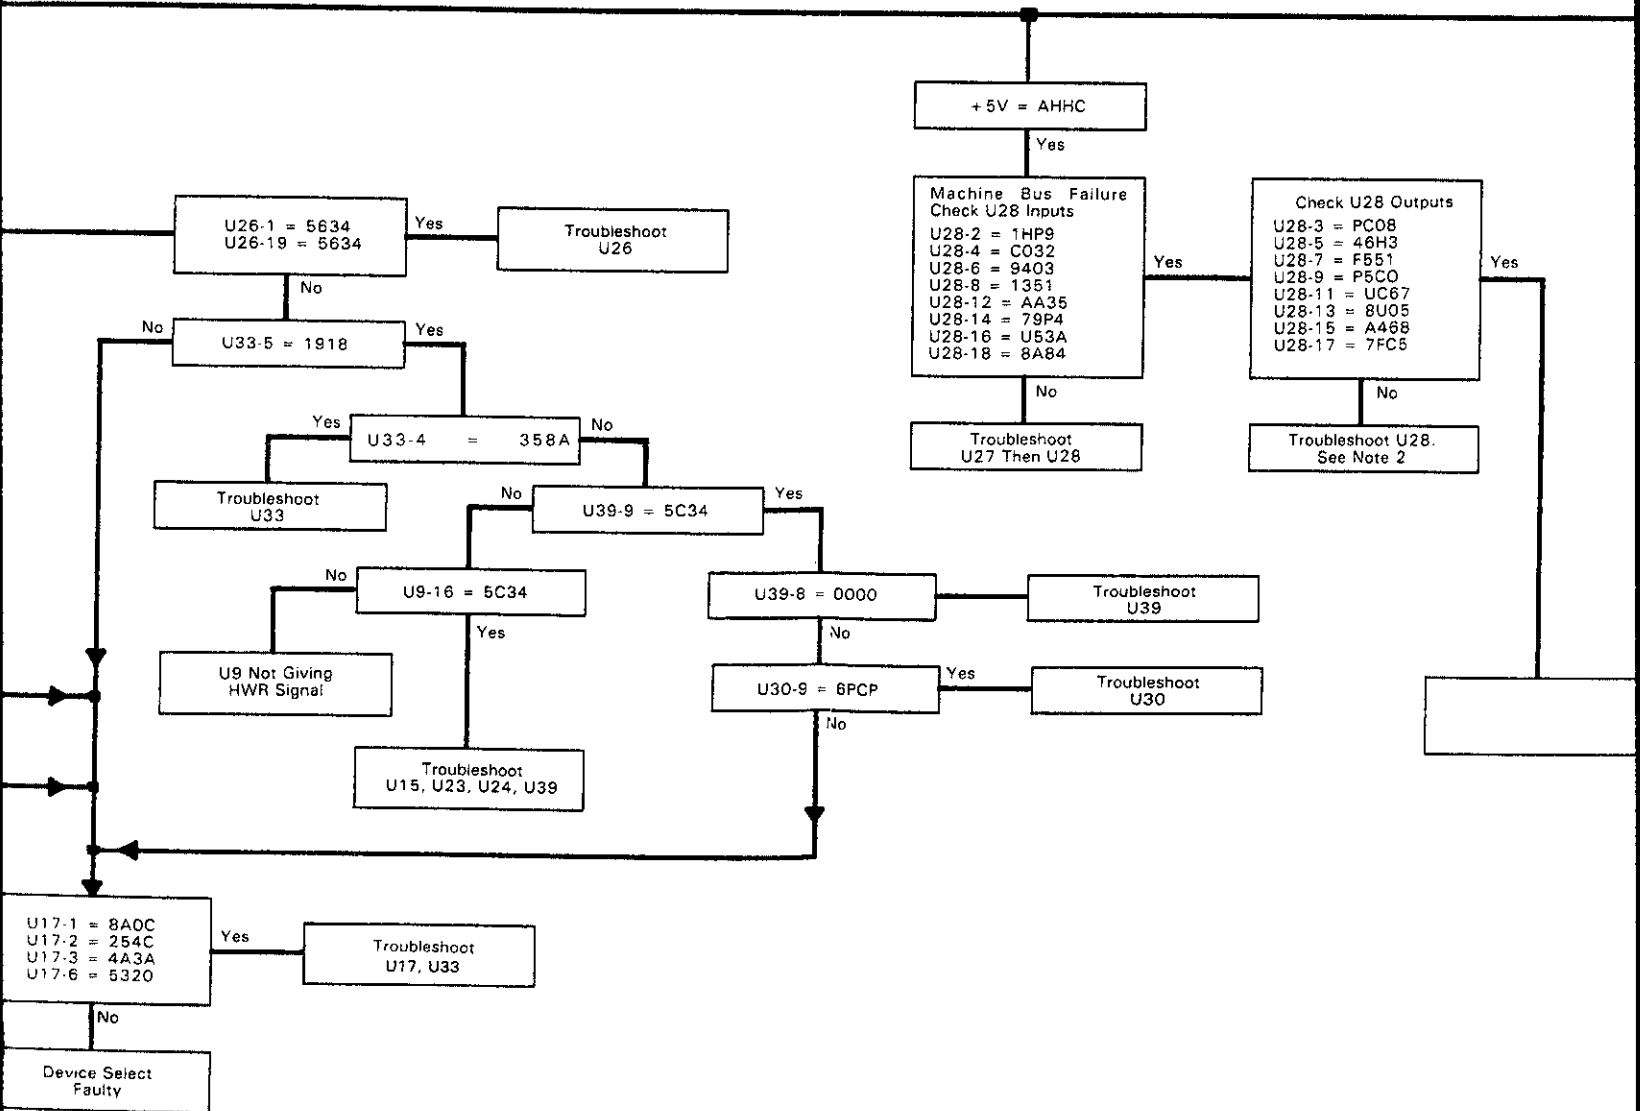 +5V = AHHC
Yes
Machine Bus Failure
Check U28 Inputs
U28-2 = 1HP9
U28-4 = C032
U28-6 = 9403
U28-8 = 1351
U28-12 = AA35
U28-14 = 79P4
U28-16 = U53A
U28-18 = 8A84
Yes
Check U28 Outputs
U28-3 = PC08
U28-5 = 46H3
U28-7 = F551
U28-9 = P5C0
U28-11 = UC67
U28-13 = 8U05
U28-15 = A468
U28-17 = 7FC5
Yes
No
Troubleshoot
U27 Then U28
No
Troubleshoot U28.
See Note 2
U26-1 = 5634
U26-19 = 5634
Yes
Troubleshoot
U26
No
No
U33-5 = 1918
Yes
Yes
U33-4 = 358A
No
Troubleshoot
U33
No
U39-9 = 5C34
Yes
No
U9-16 = 5C34
Yes
U39-8 = 0000
Troubleshoot
U39
No
U9 Not Giving
HWR Signal
U30-9 = 6PCP
Yes
Troubleshoot
U30
No
Troubleshoot
U15, U23, U24, U39
U17-1 = 8A0C
U17-2 = 254C
U17-3 = 4A3A
U17-6 = 5320
Yes
Troubleshoot
U17, U33
No
Device Select
Faulty